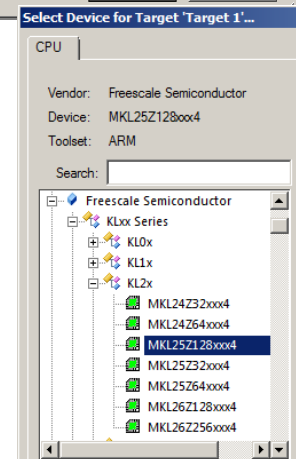 Select Device for Target 'Target 1'...
CPU
Vendor: Freescale Semiconductor
Device: MKL25Z128xxx4
Toolset: ARM
Search:
Freescale Semiconductor
KLxx Series
KL0x
KL1x
KL2x
MKL24Z32xxx4
MKL24Z64xxx4
MKL25Z128xxx4
MKL25Z32xxx4
MKL25Z64xxx4
MKL26Z128xxx4
MKL26Z256xxx4